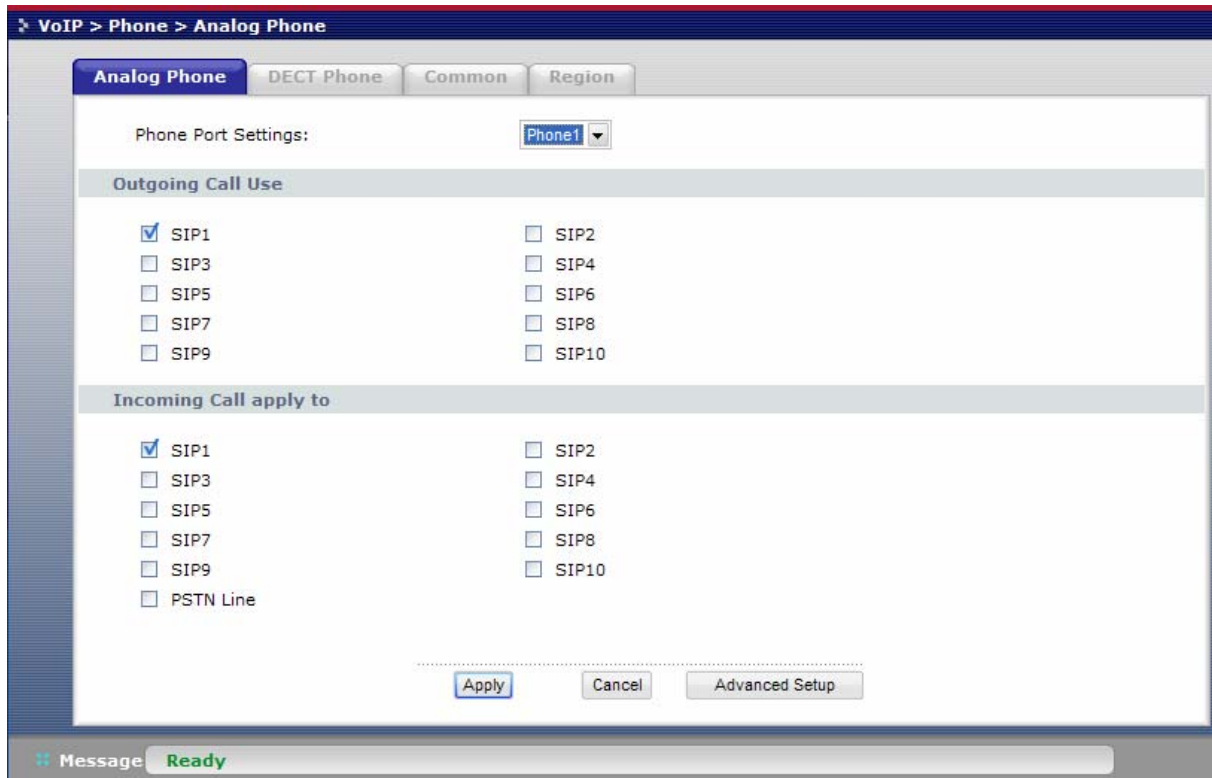 VoIP > Phone > Analog Phone
Analog Phone DECT Phone Common Region
Phone Port Settings: Phone1
Outgoing Call Use
SIP1 SIP2
SIP3 SIP4
SIP5 SIP6
SIP7 SIP8
SIP9 SIP10
Incoming Call apply to
SIP1 SIP2
SIP3 SIP4
SIP5 SIP6
SIP7 SIP8
SIP9 SIP10
PSTN Line
Apply Cancel Advanced Setup
Message Ready